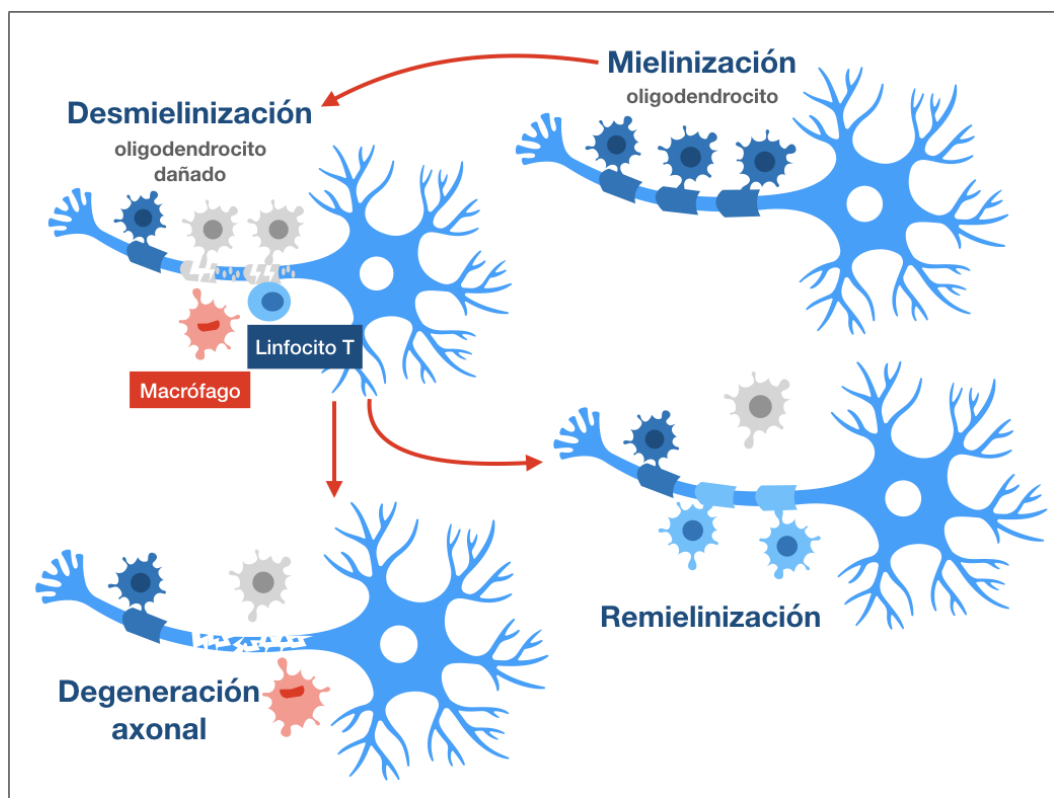 Mielinización
oligodendrocito
Desmielinización
oligodendrocito
dañado
Linfocito T
Macrófago
Remielinización
Degeneración
axonal